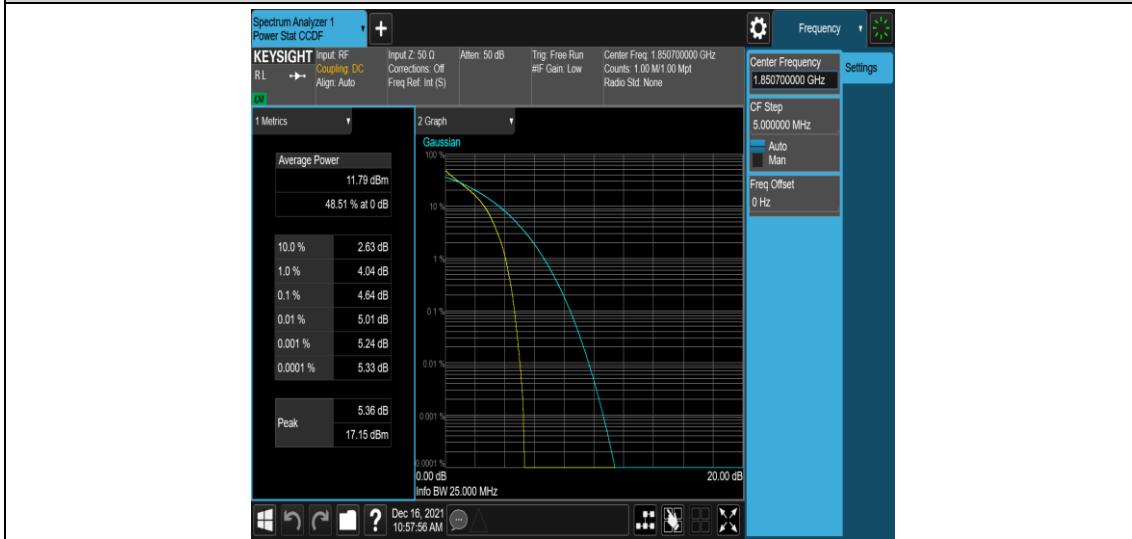 Spectrum Analyzer 1
Power Stat CCDF
+
Frequency
KEYSIGHT
RL
LXI
Input: RF
Coupling: DC
Align: Auto
Input Z: 50 Ω
Corrections: Off
Freq Ref: Int (S)
Atten: 50 dB
Trig: Free Run
#IF Gain: Low
Center Freq: 1.850700000 GHz
Counts: 1.00 M/1.00 Mpt
Radio Std: None
Center Frequency
1.850700000 GHz
Settings
CF Step
5.000000 MHz
Auto
Man
Freq Offset
0 Hz
1 Metrics
Average Power
11.79 dBm
48.51 % at 0 dB
10.0 % 2.63 dB
1.0 % 4.04 dB
0.1 % 4.64 dB
0.01 % 5.01 dB
0.001 % 5.24 dB
0.0001 % 5.33 dB
Peak
5.36 dB
17.15 dBm
2 Graph
Gaussian
100 %
10 %
1 %
0.1 %
0.01 %
0.001 %
0.0001 %
0.00 dB 20.00 dB
Info BW 25.000 MHz
?
Dec 16, 2021
10:57:56 AM